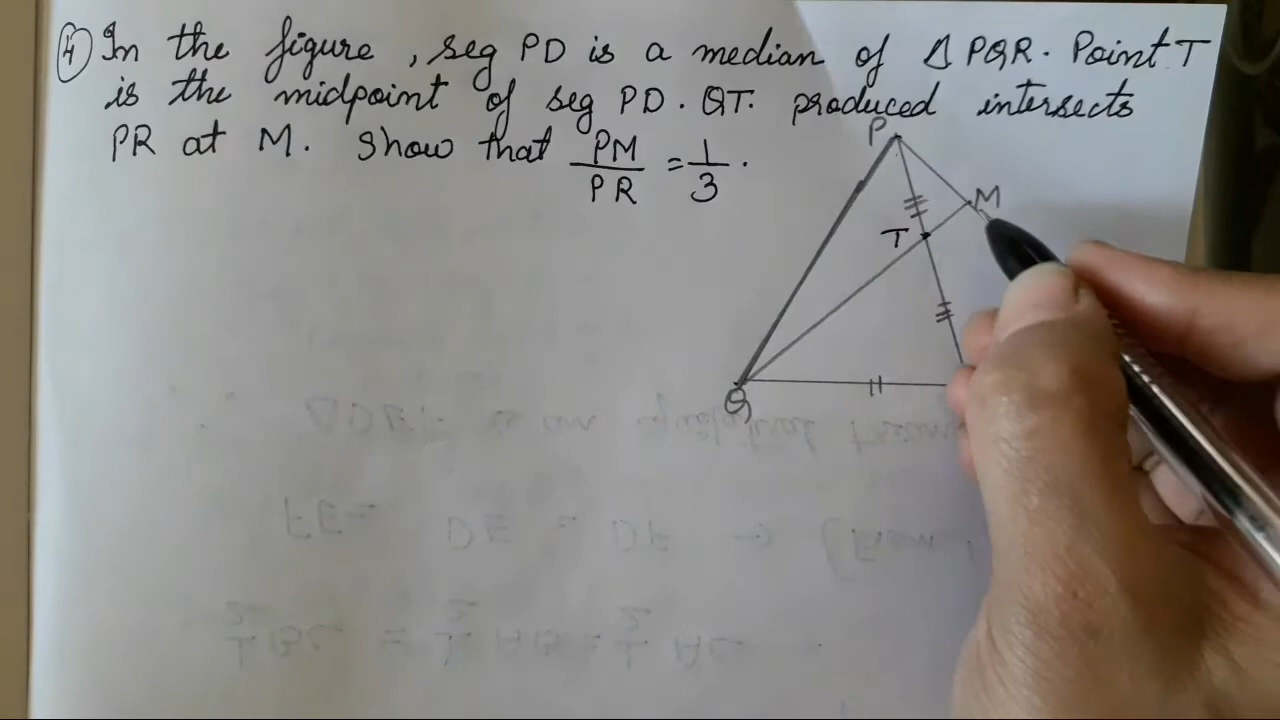 ④ In the figure, seg PD is a median of Δ PQR. Point T
is the midpoint of seg PD. QT. produced intersects
PR at M. Show that PM/PR = 1/3.
P
M
T
Q